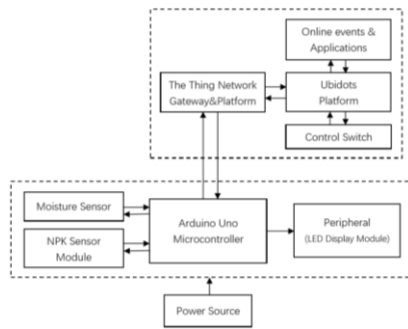 Online events &
Applications
The Thing Network
Gateway&Platform
Ubidots
Platform
Control Switch
Moisture Sensor
NPK Sensor
Module
Arduino Uno
Microcontroller
Peripheral
(LED Display Module)
Power Source